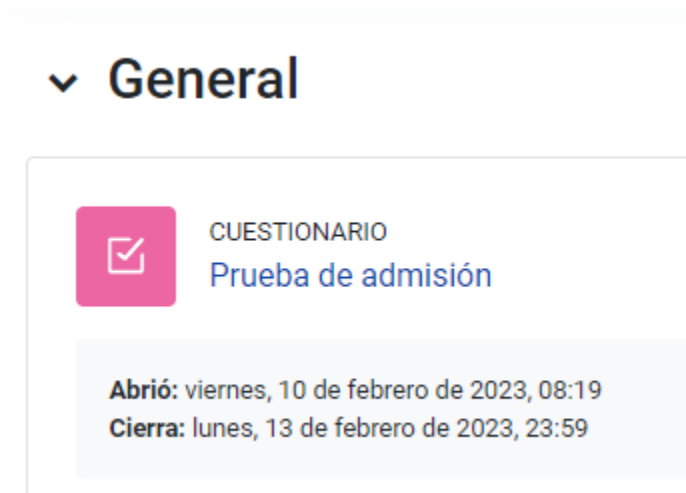 General
CUESTIONARIO
Prueba de admisión
Abrió: viernes, 10 de febrero de 2023, 08:19
Cierra: lunes, 13 de febrero de 2023, 23:59